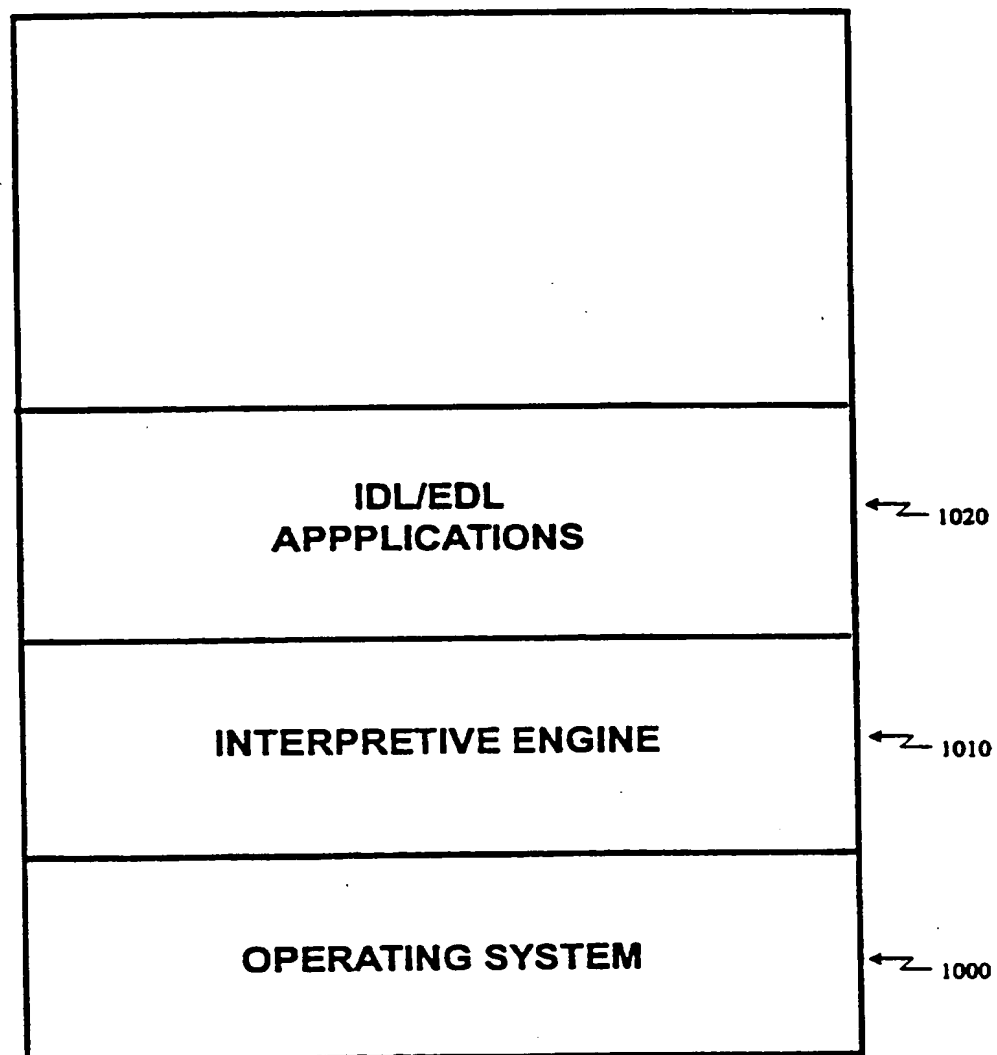 IDL/EDL
APPPLICATIONS
1020
INTERPRETIVE ENGINE
1010
OPERATING SYSTEM
1000